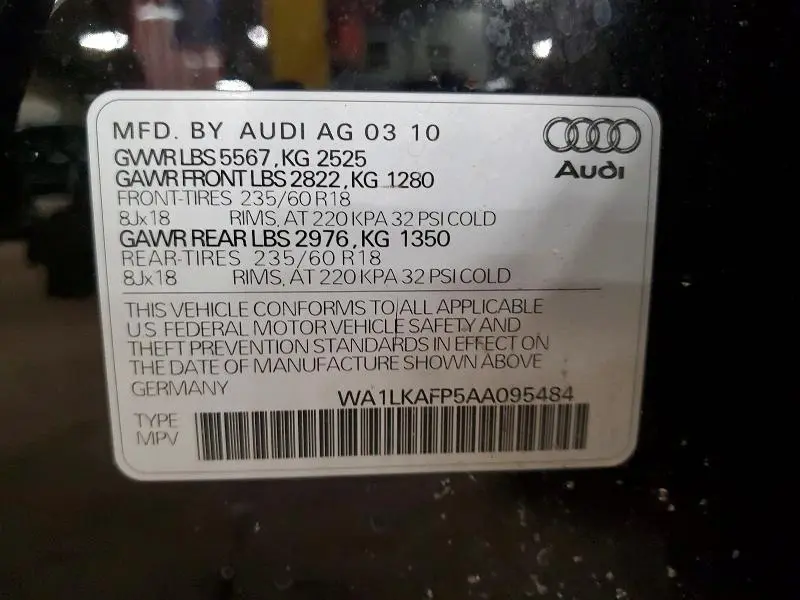 MFD. BY AUDI AG 03 10
Audi
GVWR LBS 5567, KG 2525
GAWR FRONT LBS 2822, KG 1280
FRONT-TIRES 235/60 R18
8Jx18 RIMS, AT 220 KPA 32 PSI COLD
GAWR REAR LBS 2976, KG 1350
REAR-TIRES 235/60 R18
8Jx18 RIMS, AT 220 KPA 32 PSI COLD
THIS VEHICLE CONFORMS TO ALL APPLICABLE
U.S. FEDERAL MOTOR VEHICLE SAFETY AND
THEFT PREVENTION STANDARDS IN EFFECT ON
THE DATE OF MANUFACTURE SHOWN ABOVE
GERMANY WA1LKAFP5AA095484
TYPE
MPV